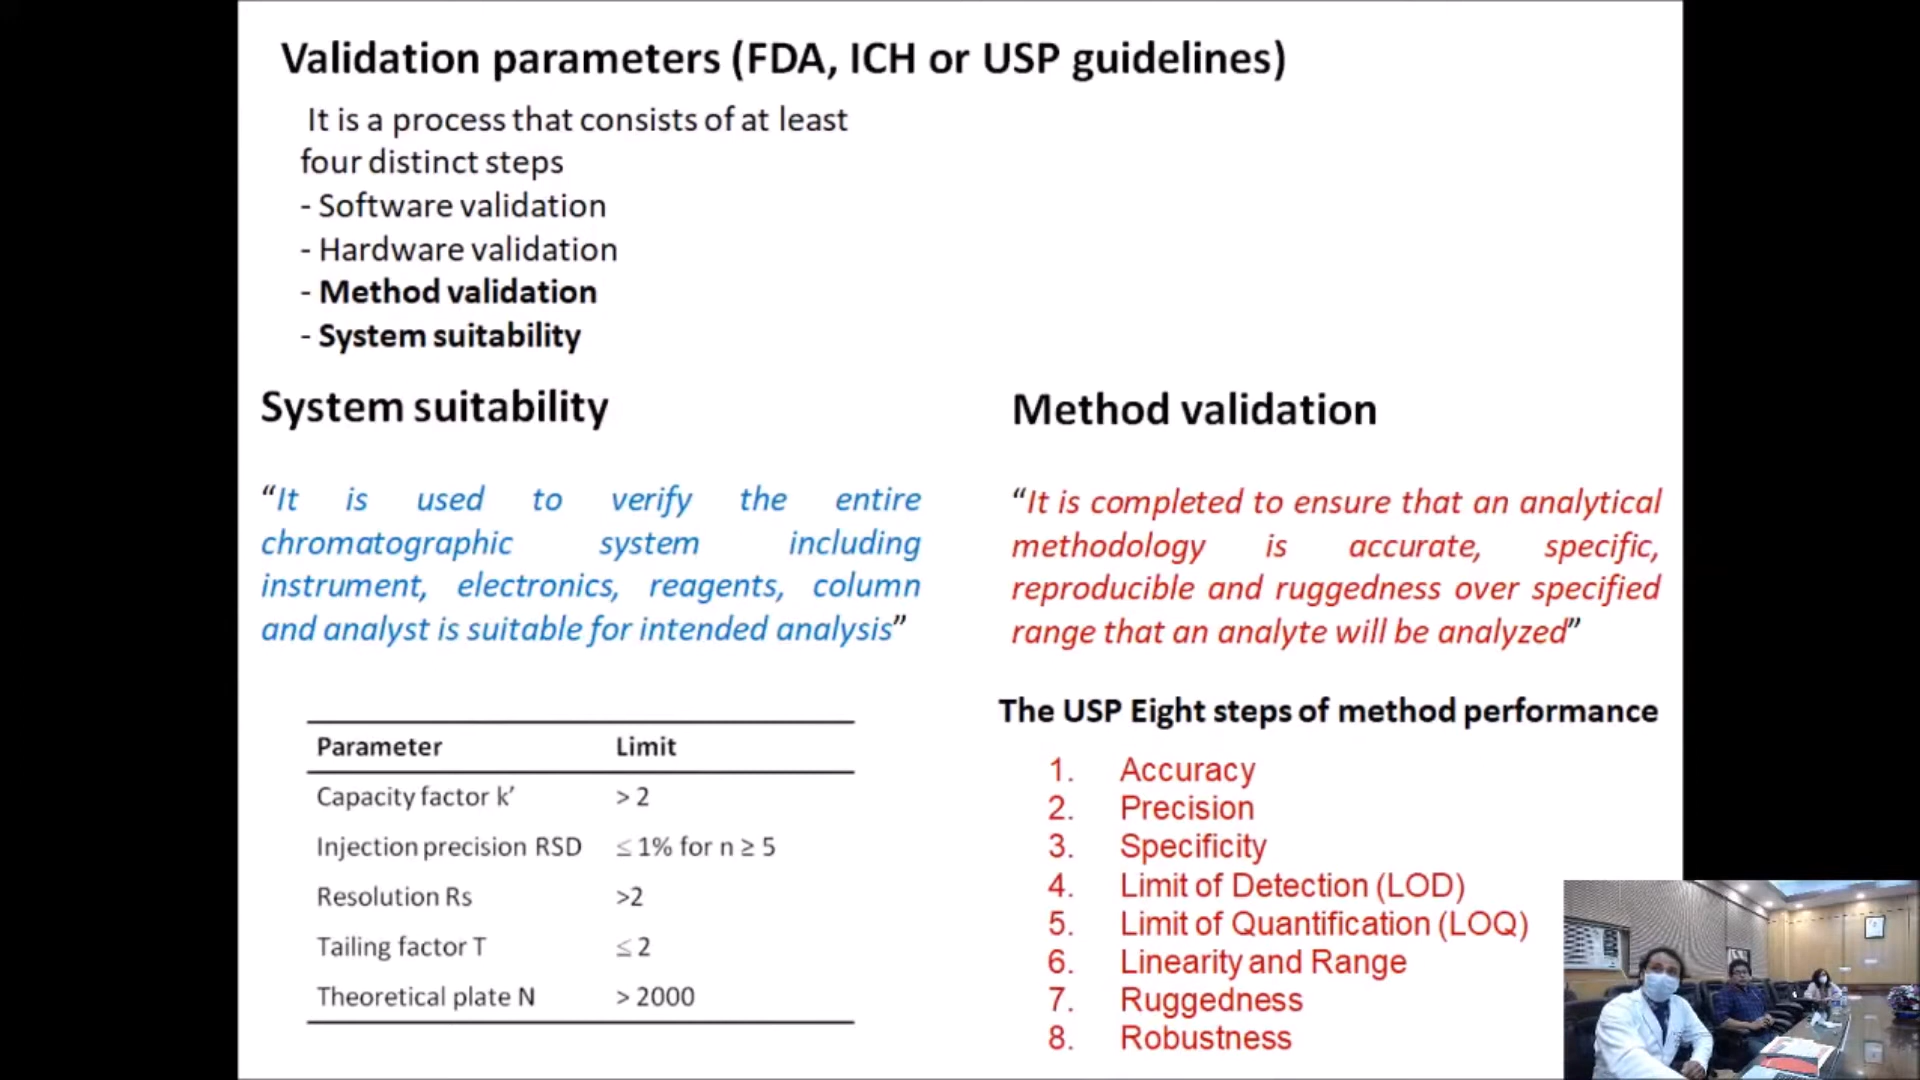 Validation parameters (FDA, ICH or USP guidelines)
It is a process that consists of at least
four distinct steps
- Software validation
- Hardware validation
- Method validation
- System suitability
System suitability
“It is used to verify the entire
chromatographic system including
instrument, electronics, reagents, column
and analyst is suitable for intended analysis”
Parameter Limit
Capacity factor k′ > 2
Injection precision RSD ≤ 1% for n ≥ 5
Resolution Rs >2
Tailing factor T ≤ 2
Theoretical plate N > 2000
Method validation
“It is completed to ensure that an analytical
methodology is accurate, specific,
reproducible and ruggedness over specified
range that an analyte will be analyzed”
The USP Eight steps of method performance
1. Accuracy
2. Precision
3. Specificity
4. Limit of Detection (LOD)
5. Limit of Quantification (LOQ)
6. Linearity and Range
7. Ruggedness
8. Robustness